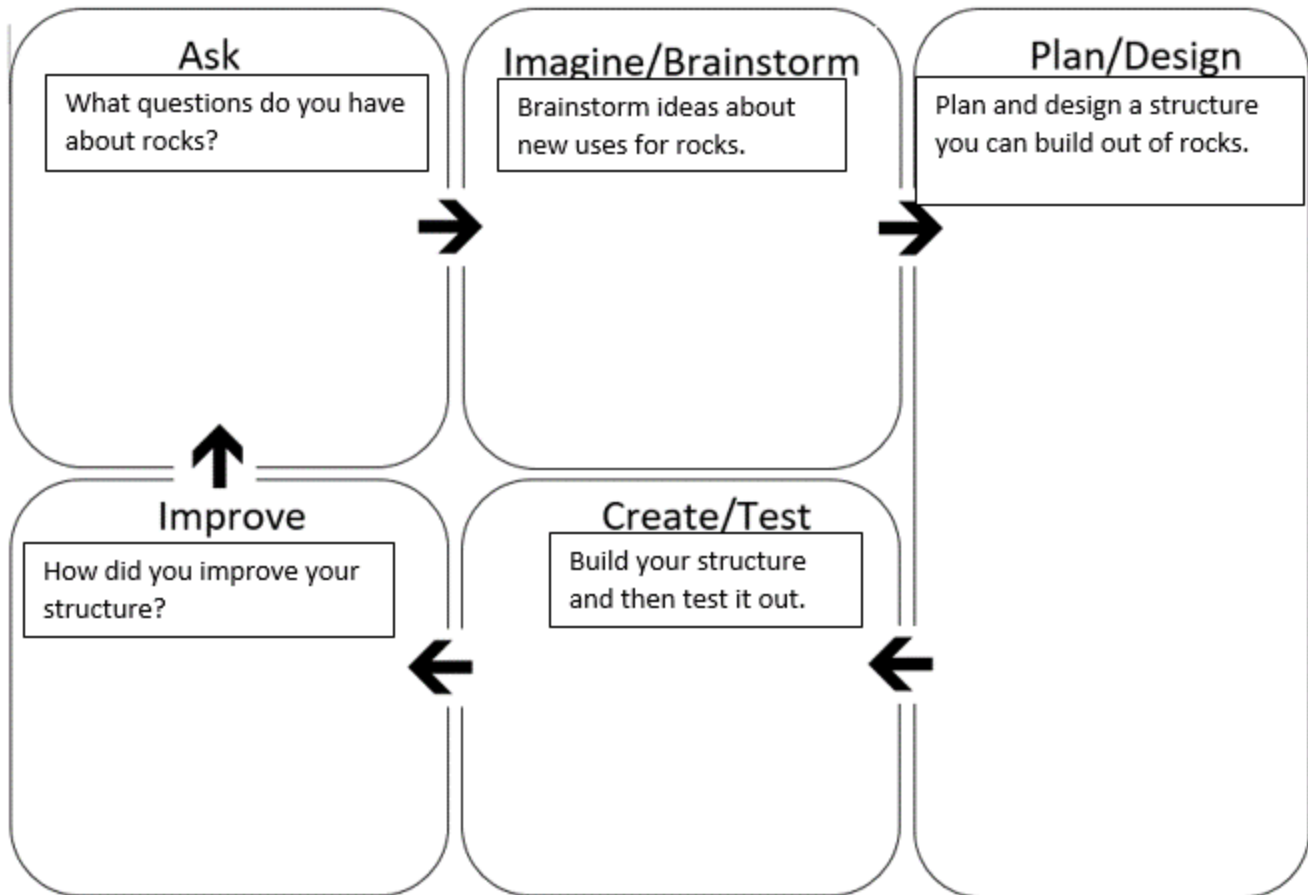 Ask
What questions do you have
about rocks?
Imagine/Brainstorm
Brainstorm ideas about
new uses for rocks.
Plan/Design
Plan and design a structure
you can build out of rocks.
Create/Test
Build your structure
and then test it out.
Improve
How did you improve your
structure?